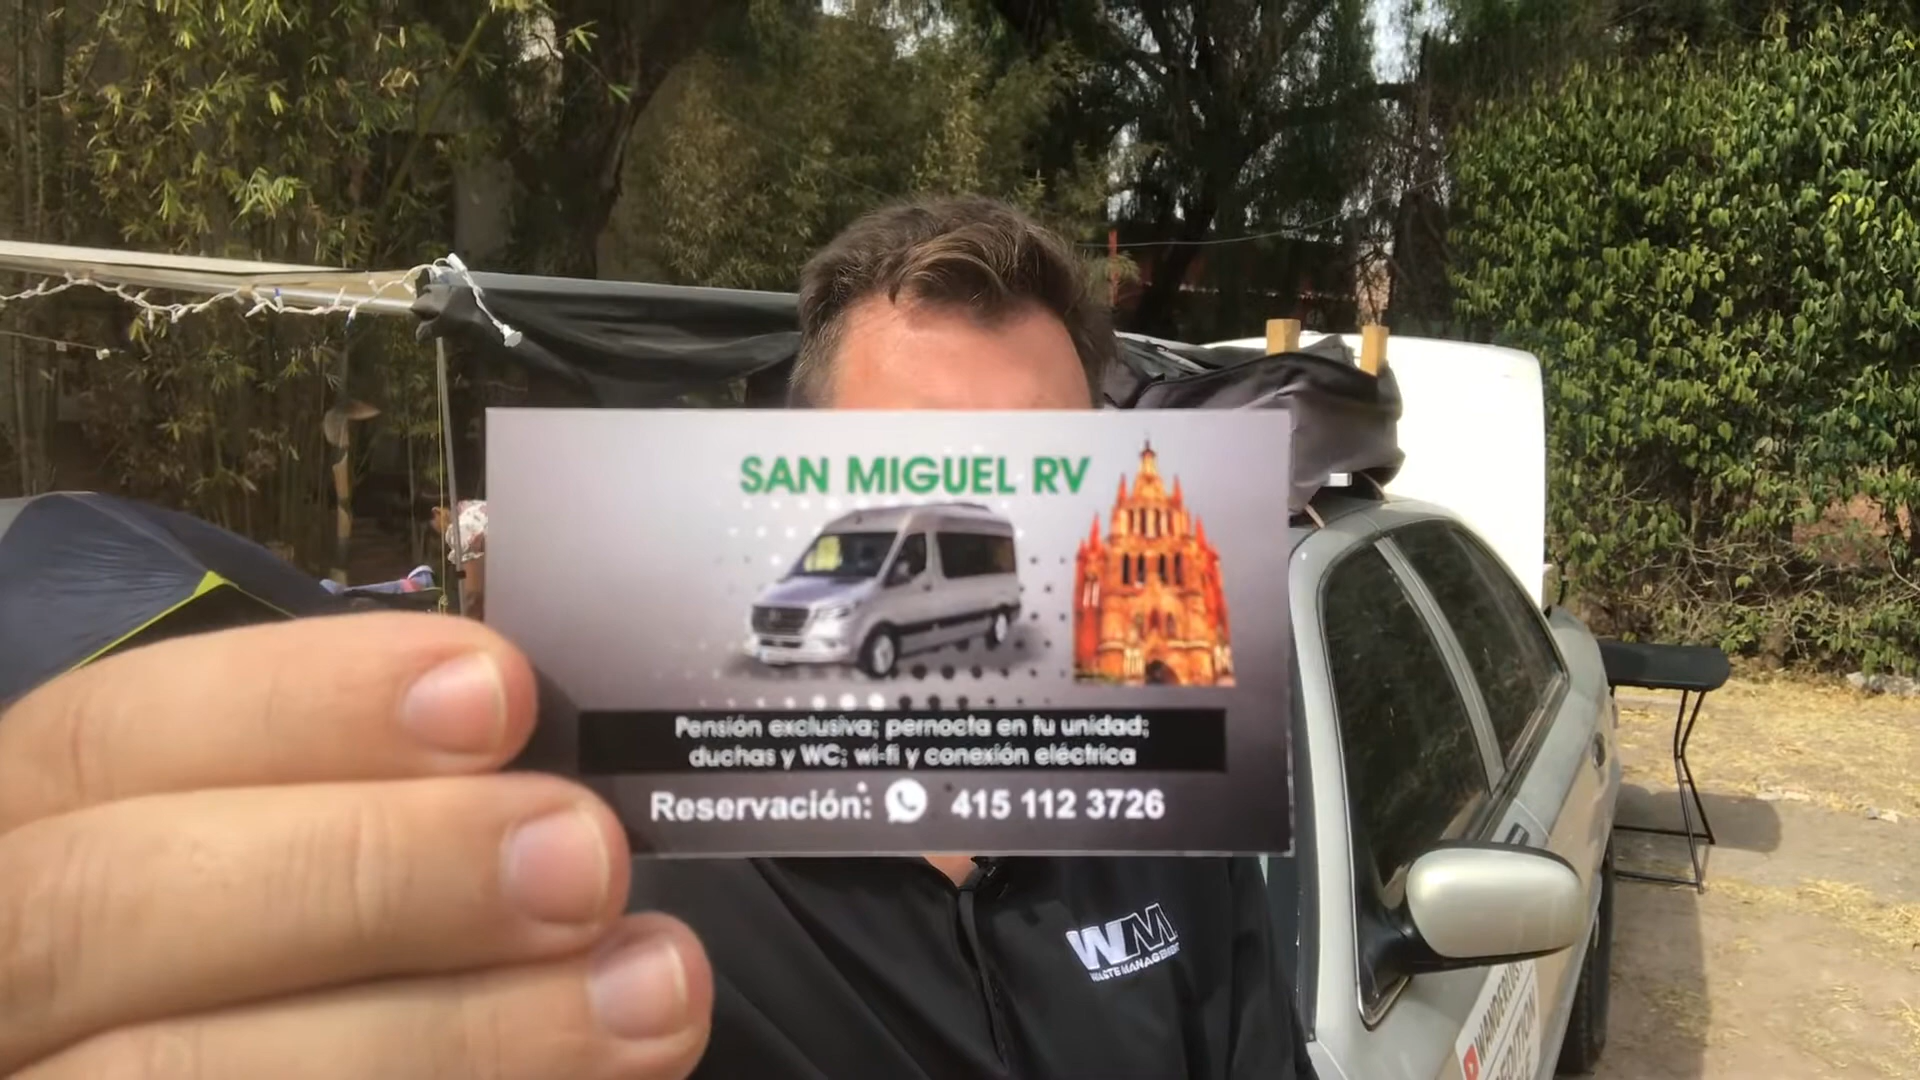 SAN MIGUEL RV
Pensión exclusiva; pernocta en tu unidad;
duchas y WC; wi-fi y conexión eléctrica
Reservación: 415 112 3726
WM
WASTE MANAGEMENT
WANDERLUST